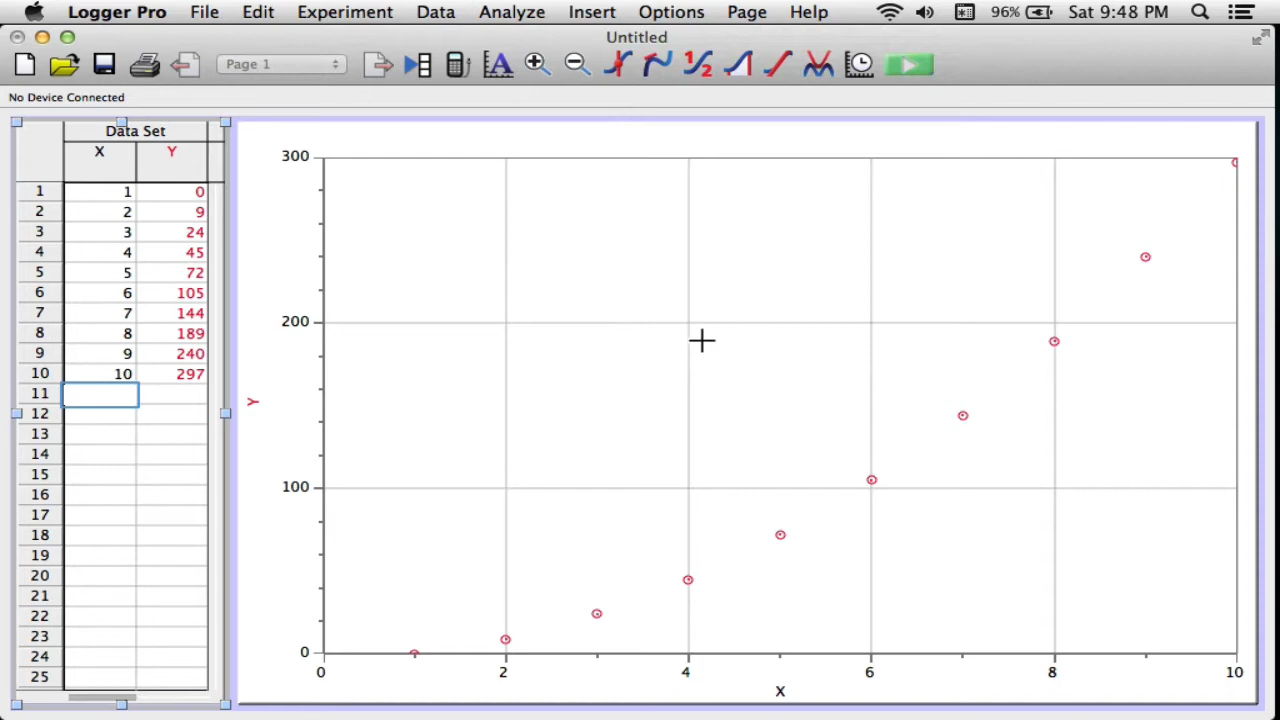 Logger Pro File Edit Experiment Data Analyze Insert Options Page Help 96% Sat 9:48 PM
Untitled
Page 1
No Device Connected
Data Set
X Y
1 1 0
2 2 9
3 3 24
4 4 45
5 5 72
6 6 105
7 7 144
8 8 189
9 9 240
10 10 297
11
12
13
14
15
16
17
18
19
20
21
22
23
24
25
300
200
100
0
Y
0 2 4 6 8 10
X